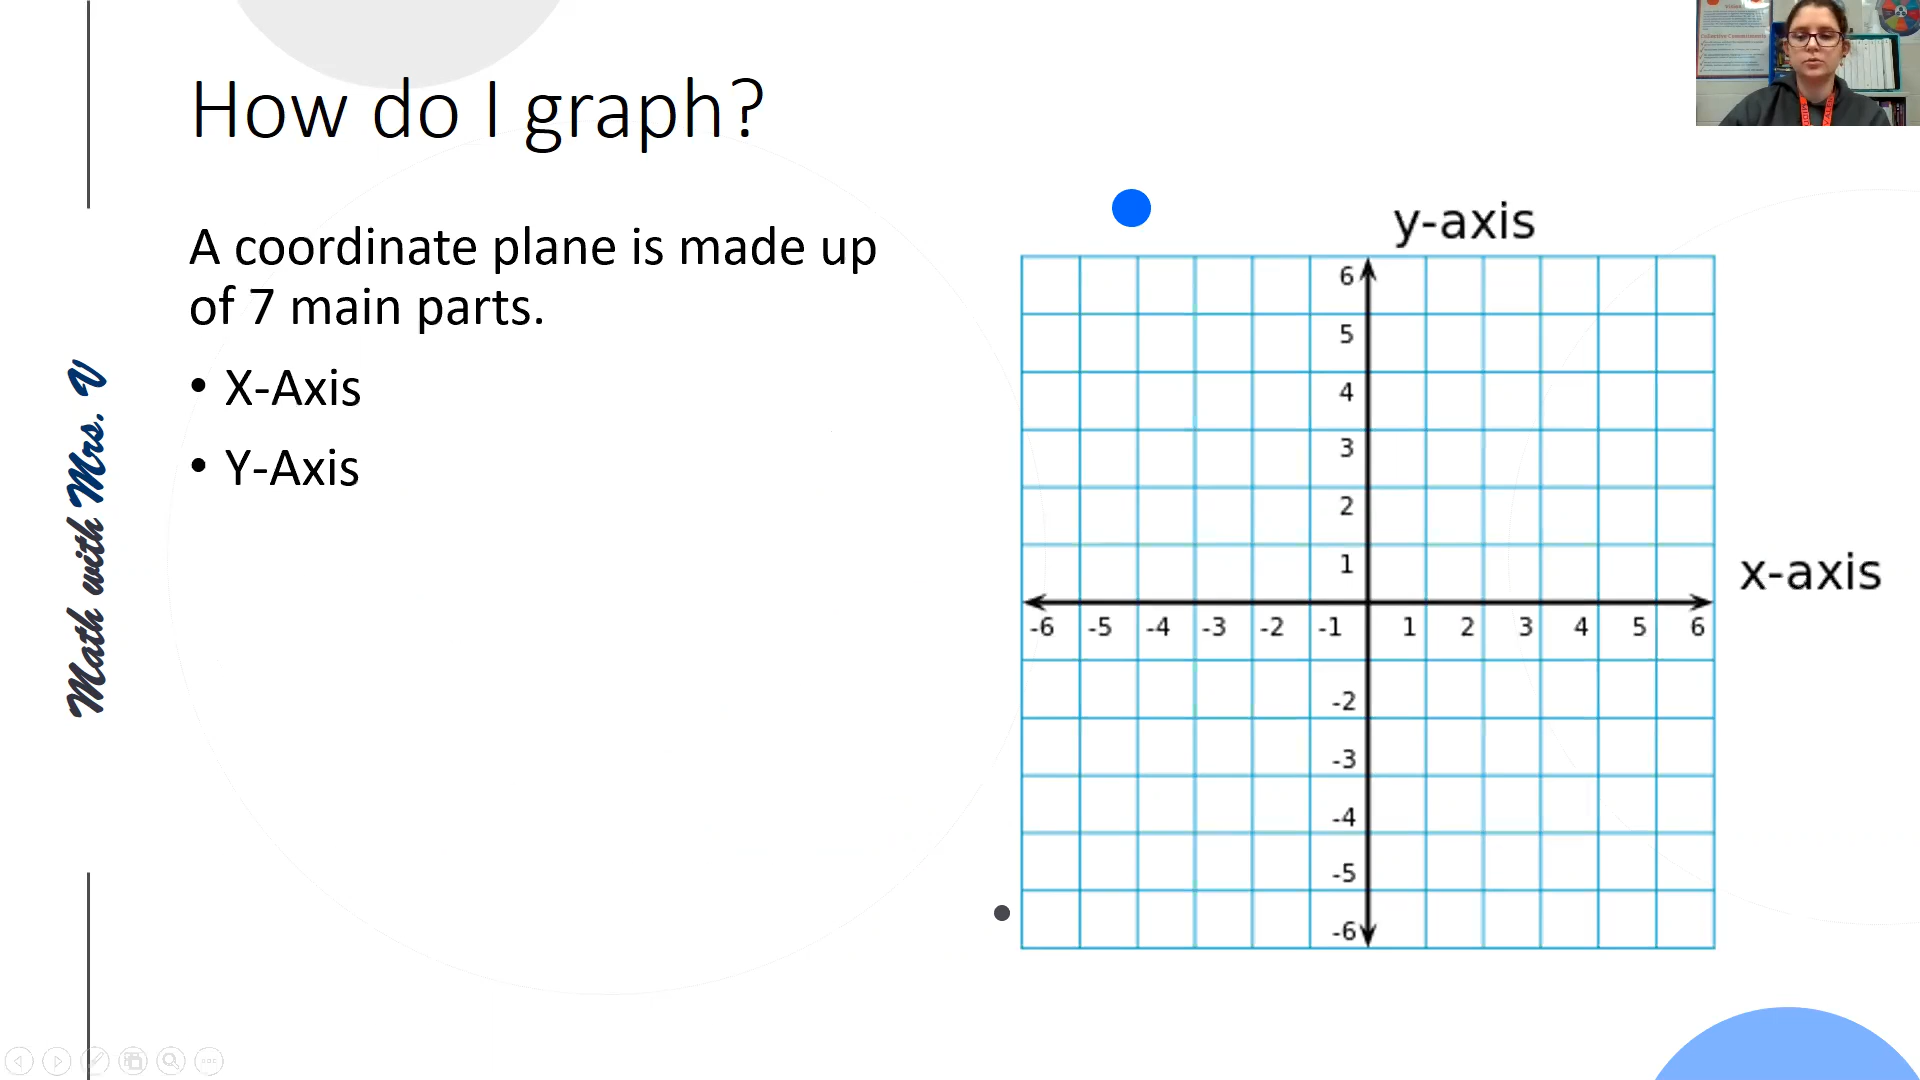 How do I graph?
A coordinate plane is made up
of 7 main parts.
• X-Axis
• Y-Axis
Math with Mrs. V
y-axis
6
5
4
3
2
1
x-axis
-6 -5 -4 -3 -2 -1 1 2 3 4 5 6
-2
-3
-4
-5
-6